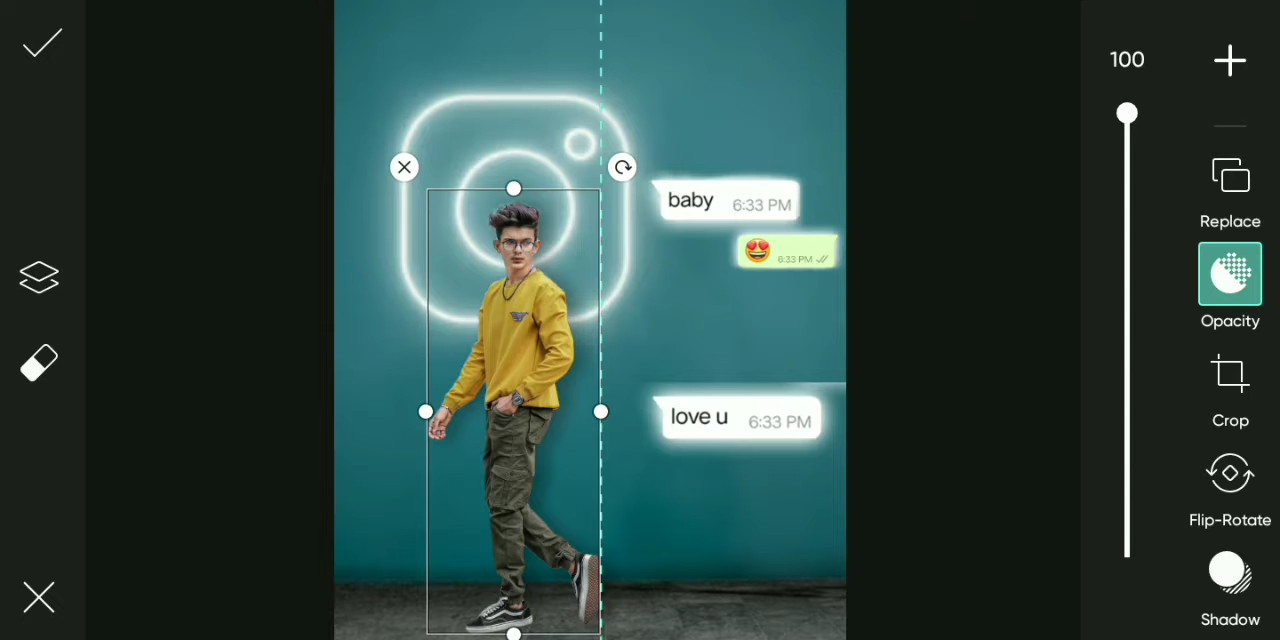 100
Replace
Opacity
Crop
Flip-Rotate
Shadow
baby 6:33 PM
😍 6:33 PM
love u 6:33 PM